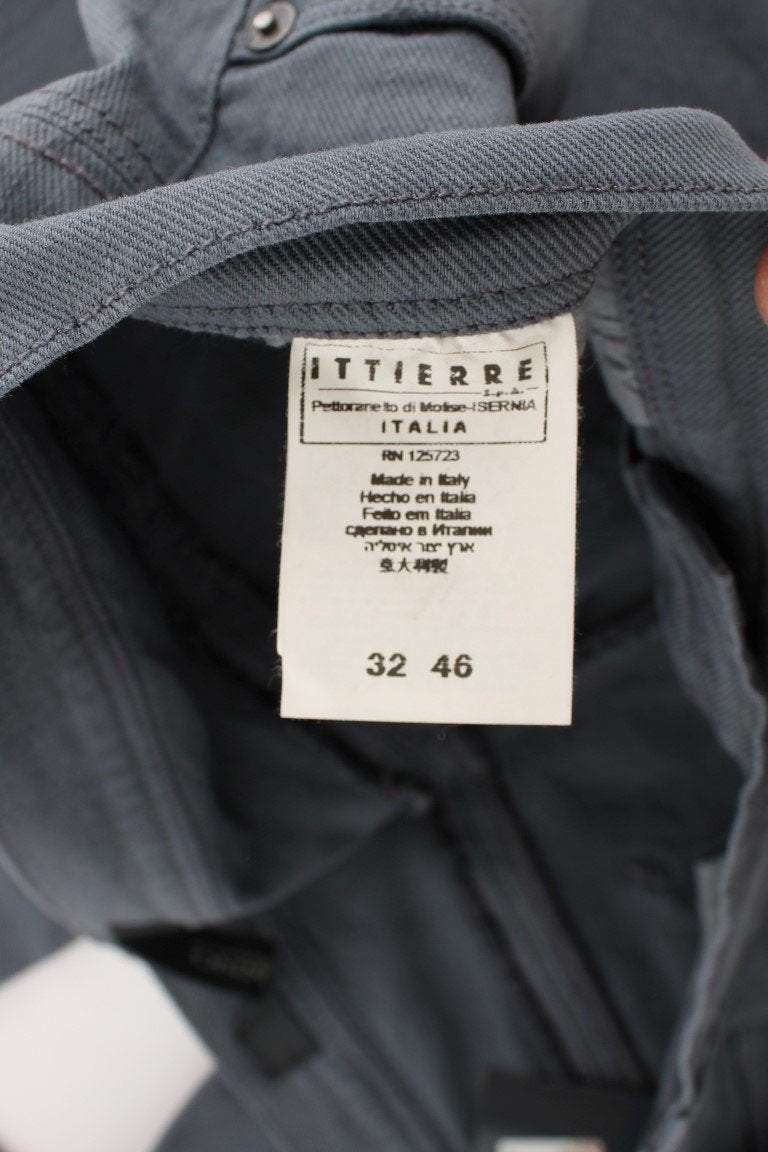 ITTIERRE
S.p.A.
Pettoranello di Molise-ISERNIA
ITALIA
RN 125723
Made in Italy
Hecho en Italia
Feito em Italia
сделано в Италии
ארץ יצור איטליה
意大利製
32 46